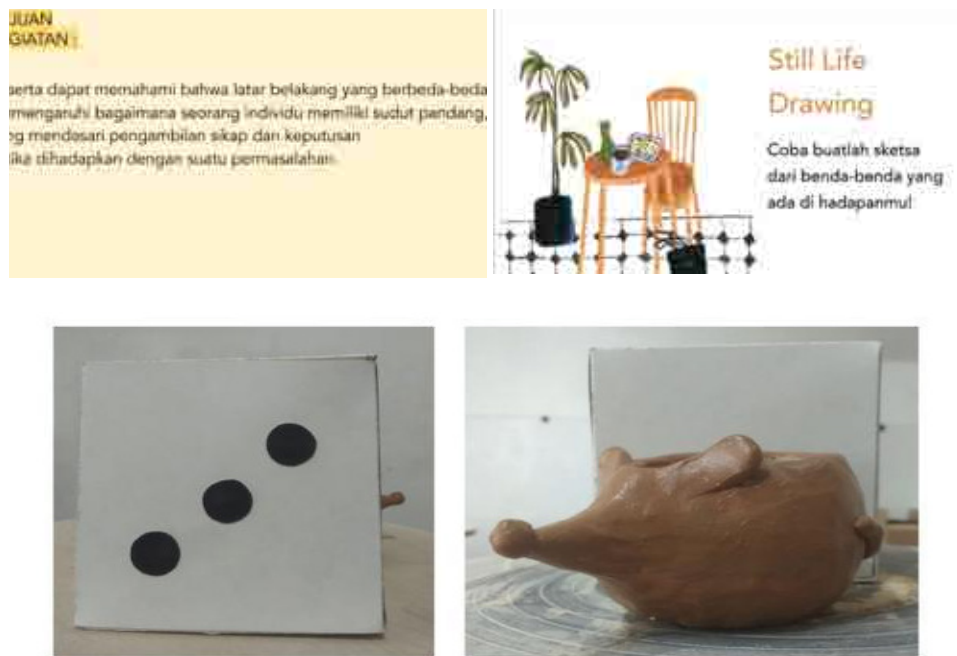 JUAN
GIATAN :
serta dapat memahami bahwa latar belakang yang berbeda-beda
mengaruhi bagaimana seorang individu memiliki sudut pandang,
ng mendasari pengambilan sikap dan keputusan
ika dihadapkan dengan suatu permasalahan.
Still Life
Drawing
Coba buatlah sketsa
dari benda-benda yang
ada di hadapanmu!